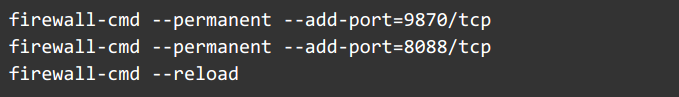 firewall-cmd --permanent --add-port=9870/tcp
firewall-cmd --permanent --add-port=8088/tcp
firewall-cmd --reload